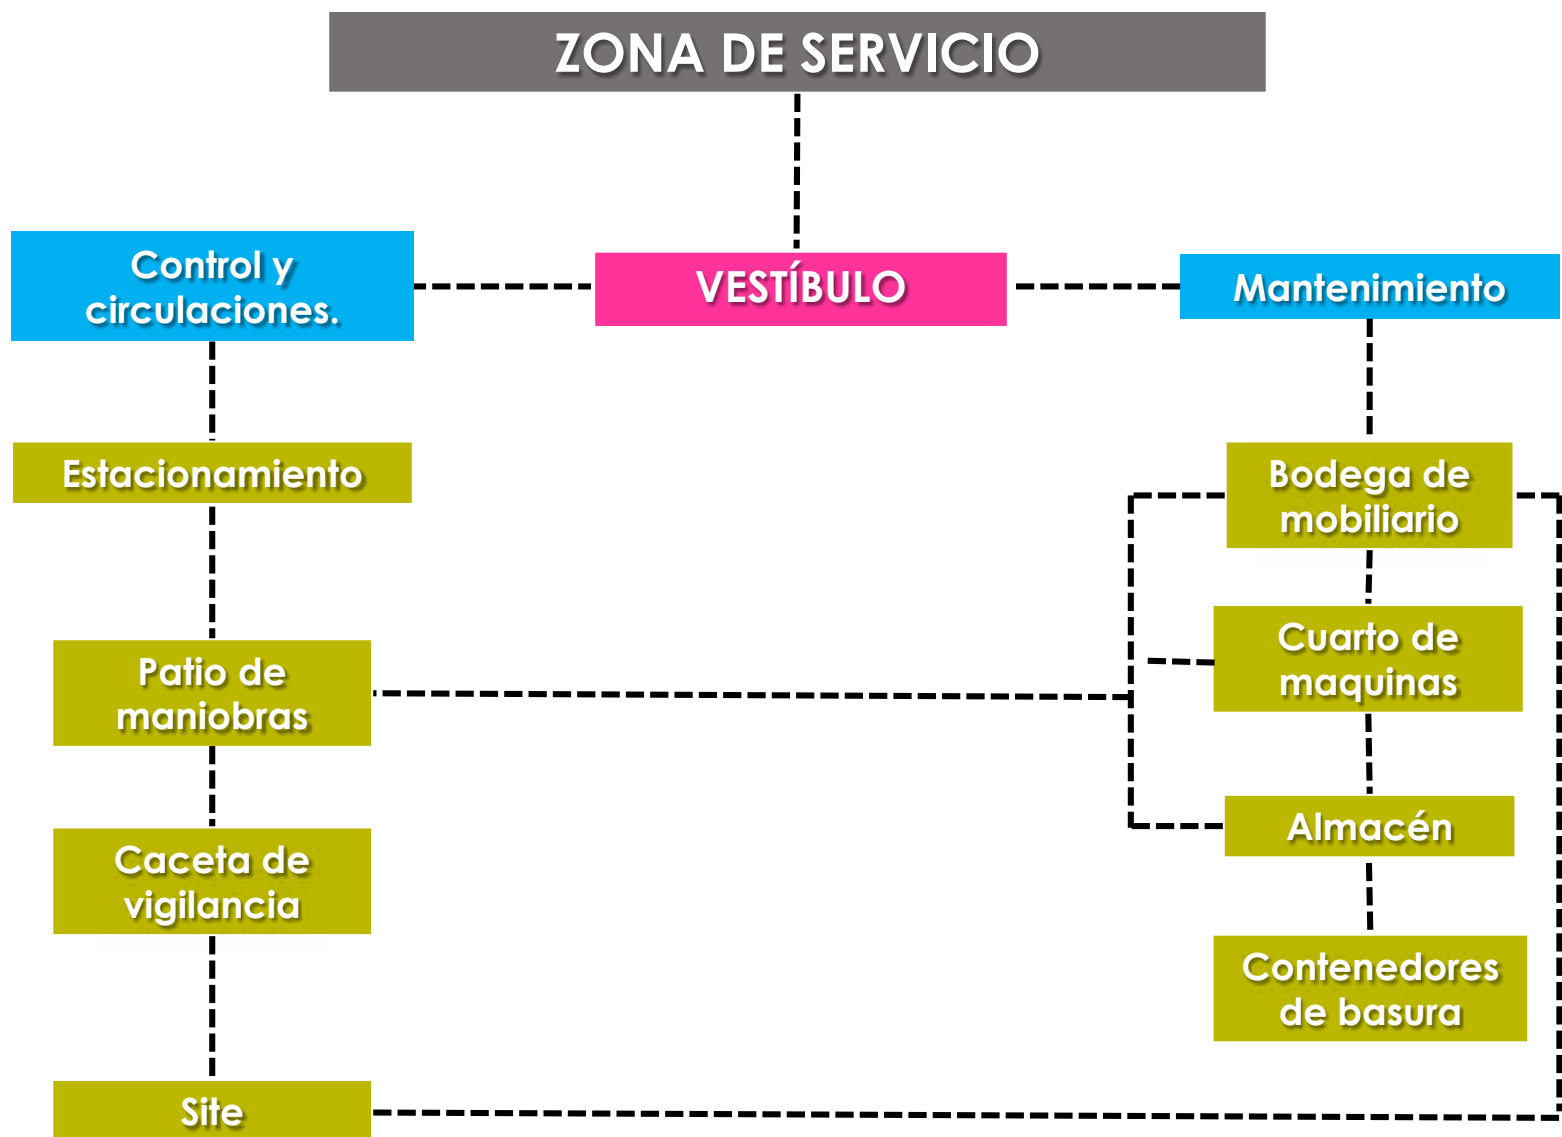 ZONA DE SERVICIO
Control y
circulaciones.
VESTÍBULO
Mantenimiento
Estacionamiento
Bodega de
mobiliario
Patio de
maniobras
Cuarto de
maquinas
Caceta de
vigilancia
Almacén
Contenedores
de basura
Site